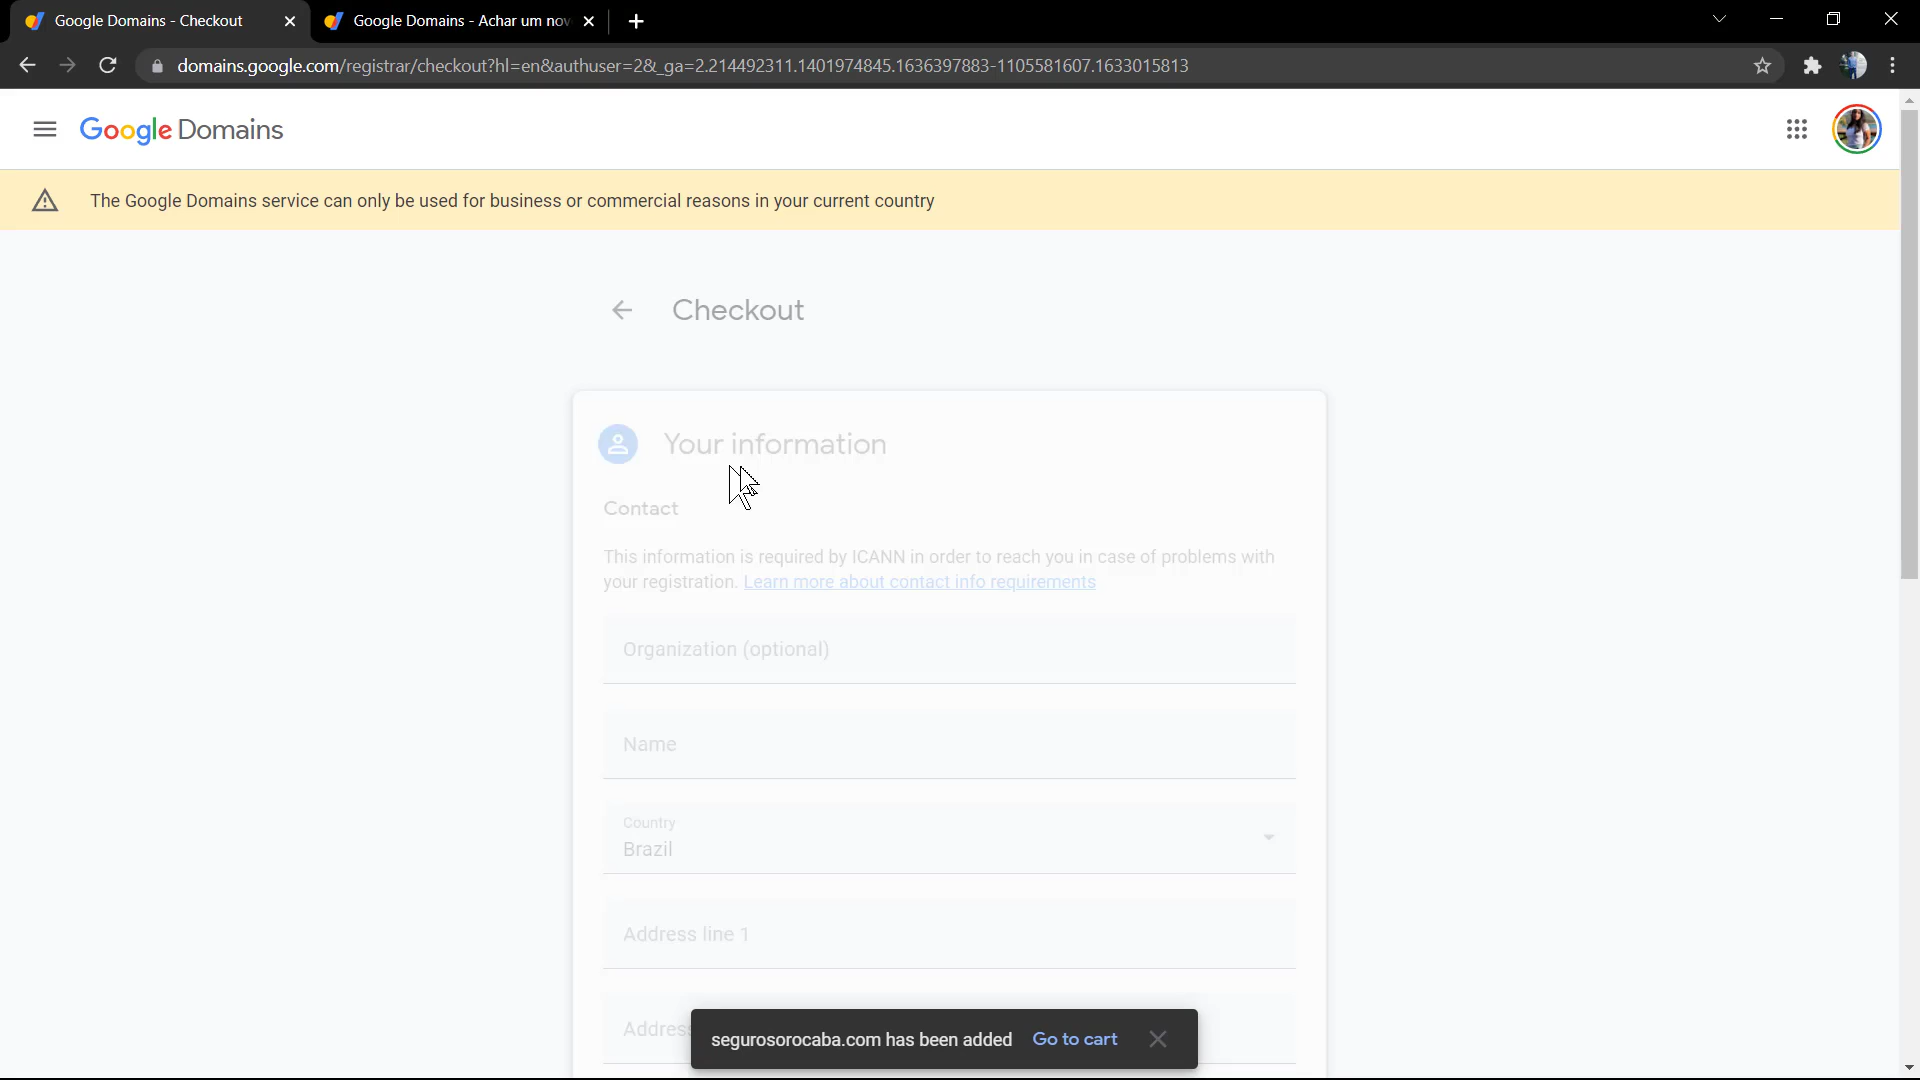 Google Domains - Checkout
Google Domains - Achar um nov
domains.google.com/registrar/checkout?hl=en&authuser=2&_ga=2.214492311.1401974845.1636397883-1105581607.1633015813
Google Domains
The Google Domains service can only be used for business or commercial reasons in your current country
Checkout
Your information
Contact
This information is required by ICANN in order to reach you in case of problems with
your registration. Learn more about contact info requirements
Organization (optional)
Name
Country
Brazil
Address line 1
Address
segurosorocaba.com has been added Go to cart